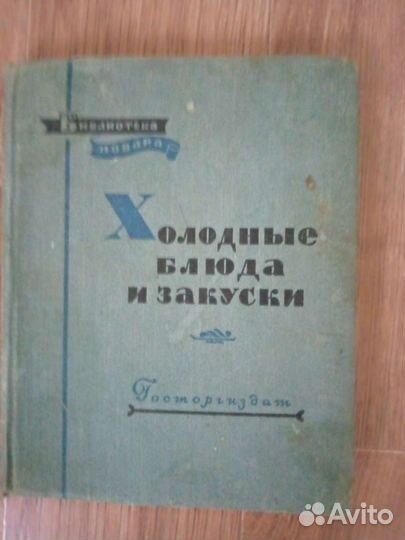 Библиотека
повара
Холодные
блюда
и закуски
Госторгиздат
Avito